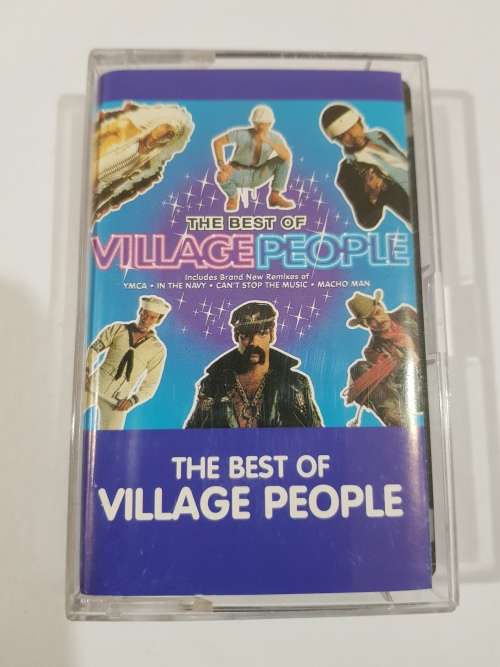 THE BEST OF
VILLAGE PEOPLE
Includes Brand New Remixes of
YMCA • IN THE NAVY • CAN'T STOP THE MUSIC • MACHO MAN
THE BEST OF
VILLAGE PEOPLE